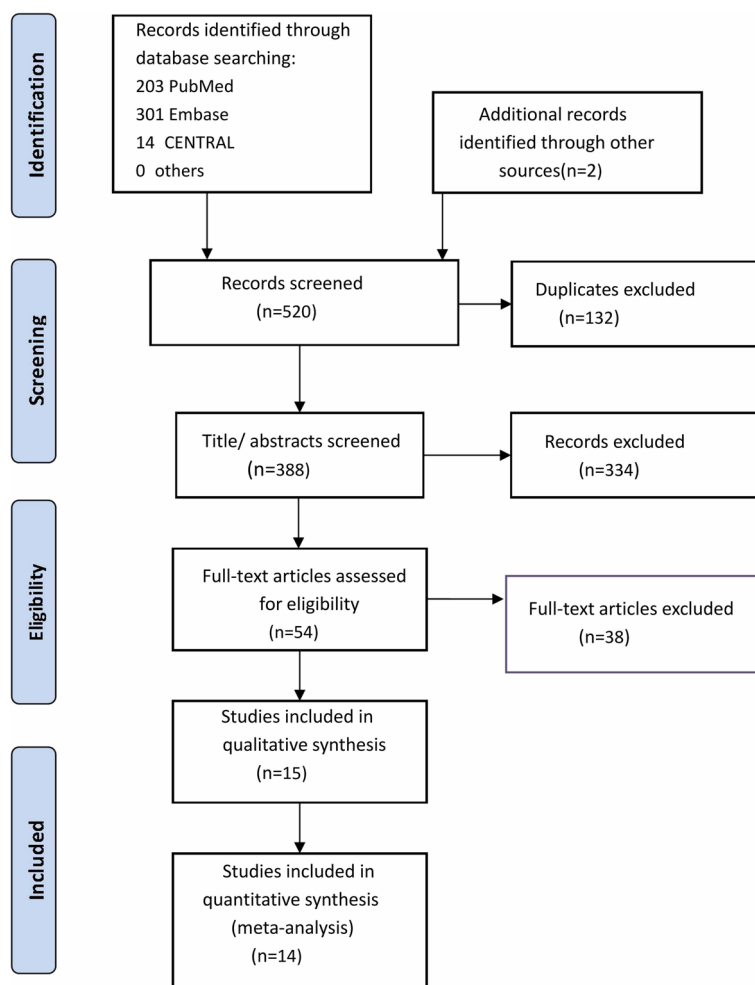 Identification
Records identified through
database searching:
203 PubMed
301 Embase
14 CENTRAL
0 others
Additional records
identified through other
sources(n=2)
Screening
Records screened
(n=520)
Duplicates excluded
(n=132)
Title/ abstracts screened
(n=388)
Records excluded
(n=334)
Eligibility
Full-text articles assessed
for eligibility
(n=54)
Full-text articles excluded
(n=38)
Studies included in
qualitative synthesis
(n=15)
Included
Studies included in
quantitative synthesis
(meta-analysis)
(n=14)